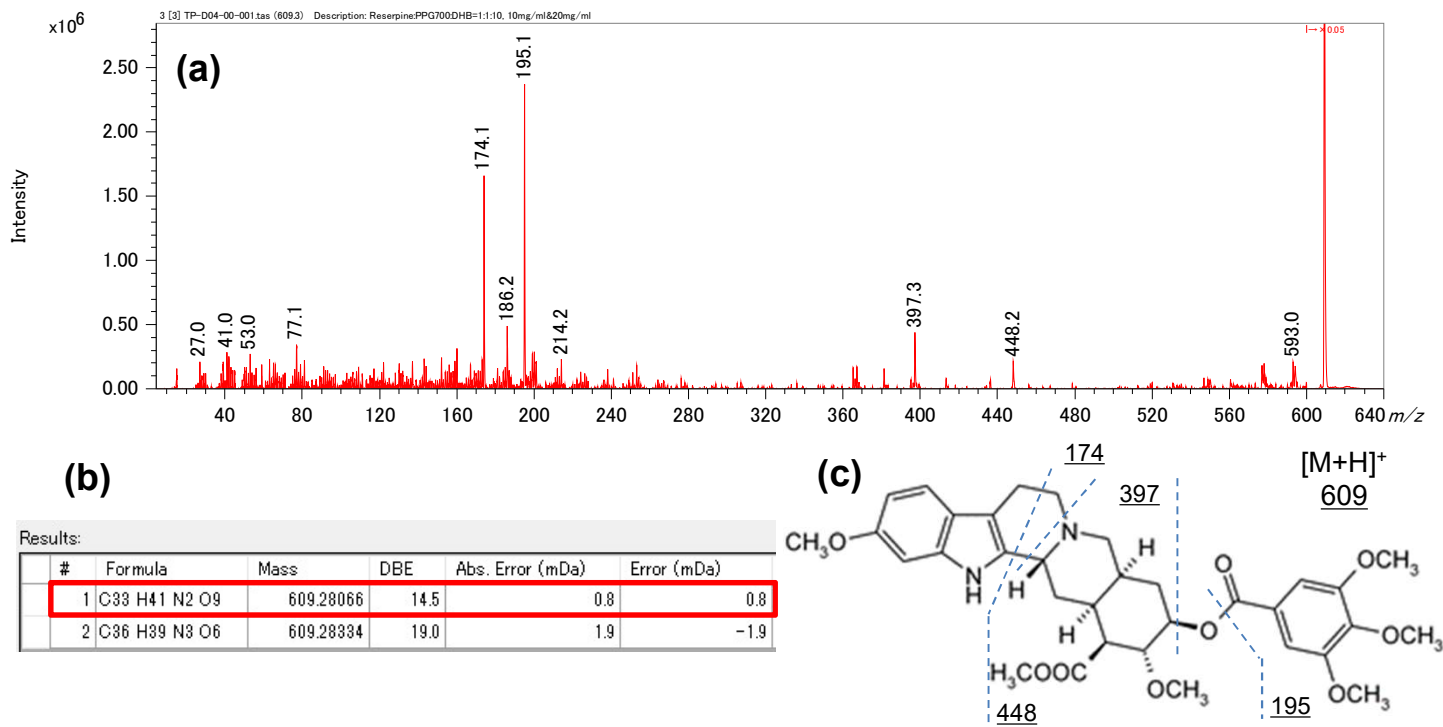 3 [3] TP-D04-00-001.tas (609.3) Description: Reserpine:PPG700:DHB=1:1:10, 10mg/ml&20mg/ml
x10⁶
(a)
I→ × 0.05
Intensity
2.50
2.00
1.50
1.00
0.50
0.00
27.0
41.0
53.0
77.1
174.1
186.2
195.1
214.2
397.3
448.2
593.0
40 80 120 160 200 240 280 320 360 400 440 480 520 560 600 640 m/z
(b)
Results:
# Formula Mass DBE Abs. Error (mDa) Error (mDa)
1 C33 H41 N2 O9 609.28066 14.5 0.8 0.8
2 C36 H39 N3 O6 609.28334 19.0 1.9 -1.9
(c)
174
397
[M+H]⁺
609
CH₃O
N
NH
H
H
H
H₃COOC
OCH₃
O
O
OCH₃
OCH₃
OCH₃
448
195